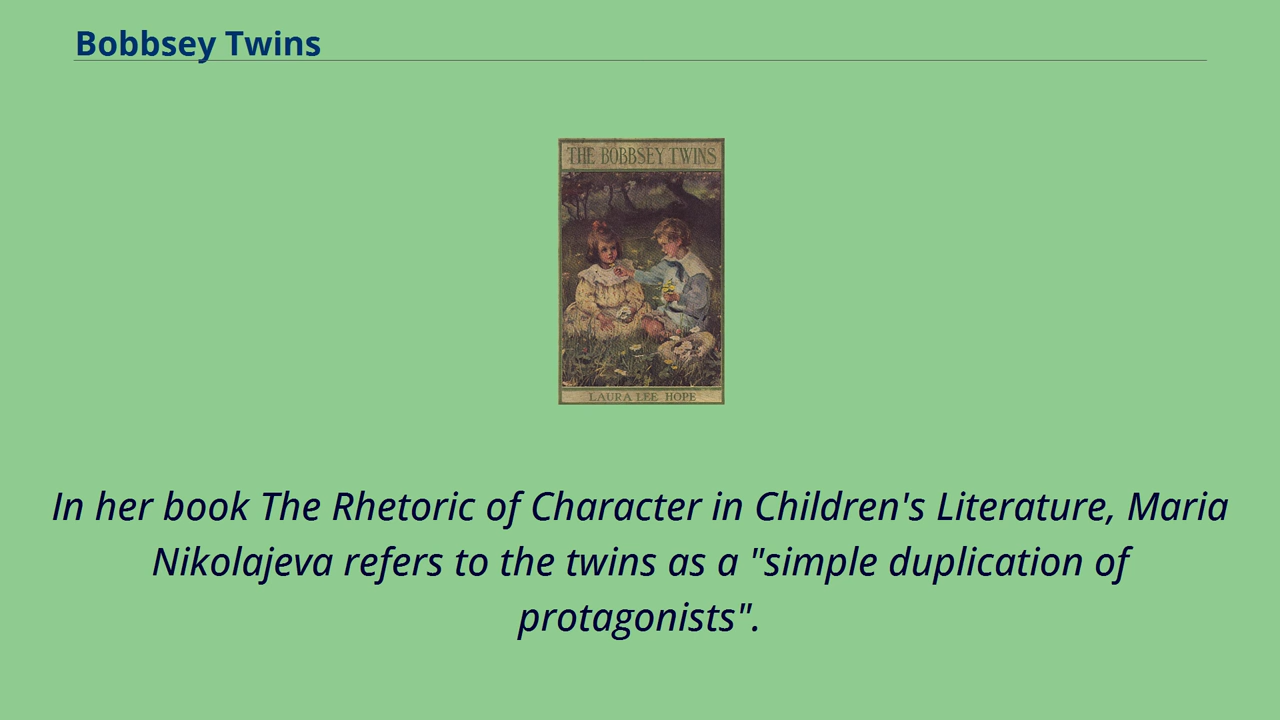 Bobbsey Twins
THE BOBBSEY TWINS
LAURA LEE HOPE
In her book The Rhetoric of Character in Children's Literature, Maria
Nikolajeva refers to the twins as a "simple duplication of
protagonists".